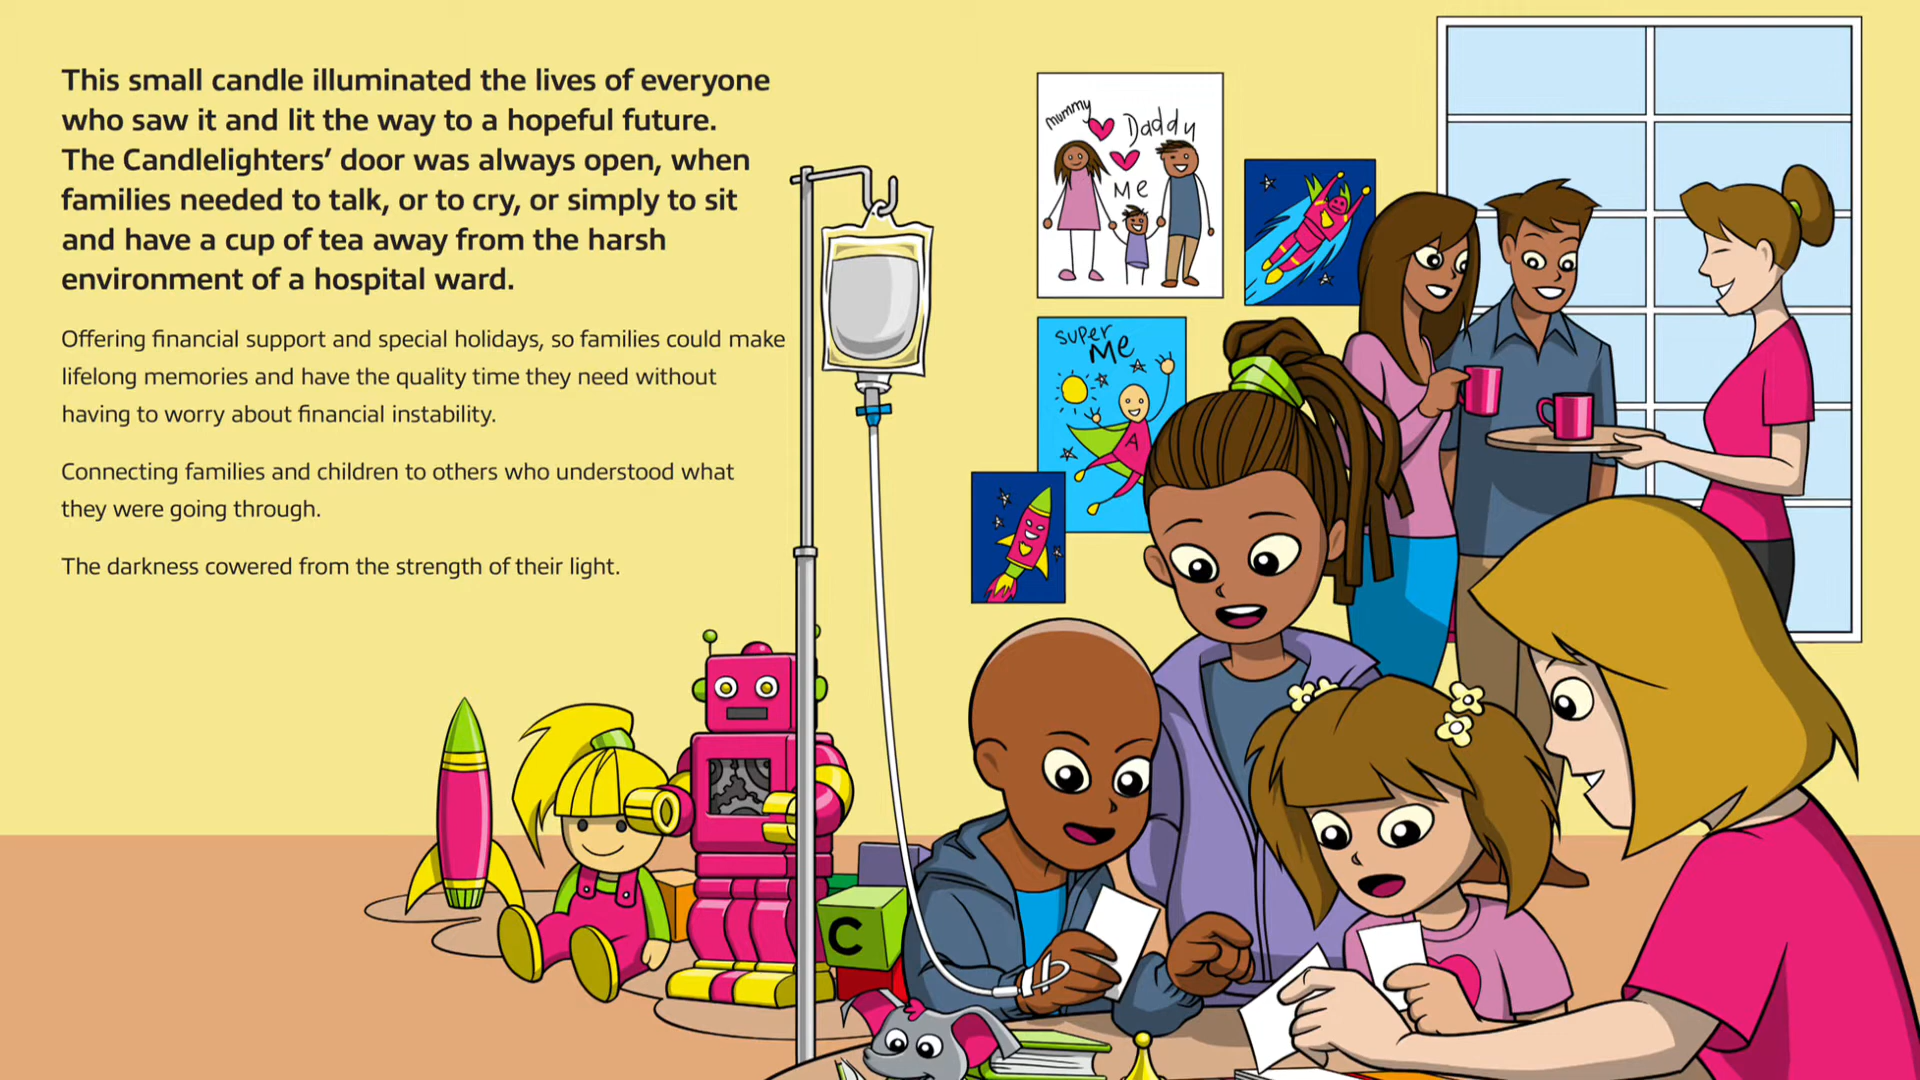 This small candle illuminated the lives of everyone
who saw it and lit the way to a hopeful future.
The Candlelighters’ door was always open, when
families needed to talk, or to cry, or simply to sit
and have a cup of tea away from the harsh
environment of a hospital ward.
Offering financial support and special holidays, so families could make
lifelong memories and have the quality time they need without
having to worry about financial instability.
Connecting families and children to others who understood what
they were going through.
The darkness cowered from the strength of their light.
Mummy
Daddy
Me
SUPER
Me
A
C